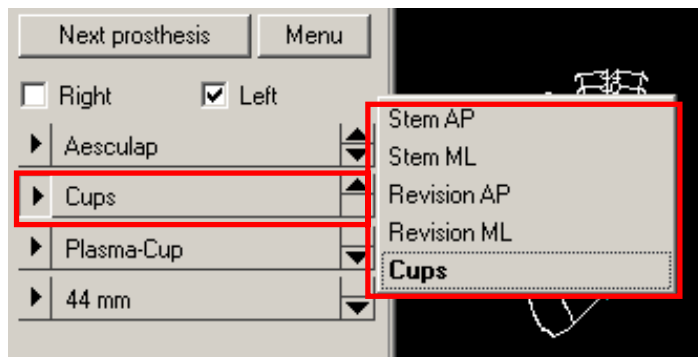 Next prosthesis
Menu
Right
Left
Aesculap
Cups
Plasma-Cup
44 mm
Stem AP
Stem ML
Revision AP
Revision ML
Cups